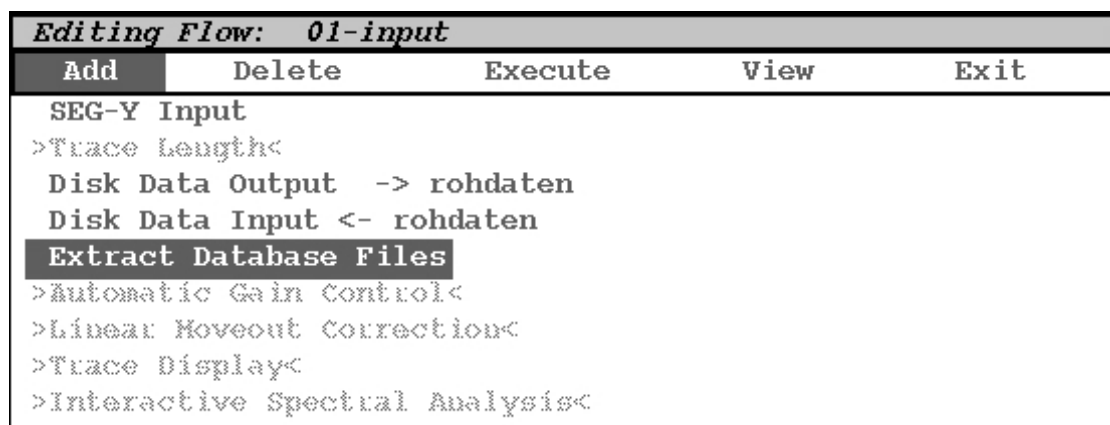 Editing Flow: 01-input
Add Delete Execute View Exit
SEG-Y Input
>Trace Length<
Disk Data Output -> rohdaten
Disk Data Input <- rohdaten
Extract Database Files
>Automatic Gain Control<
>Linear Moveout Correction<
>Trace Display<
>Interactive Spectral Analysis<